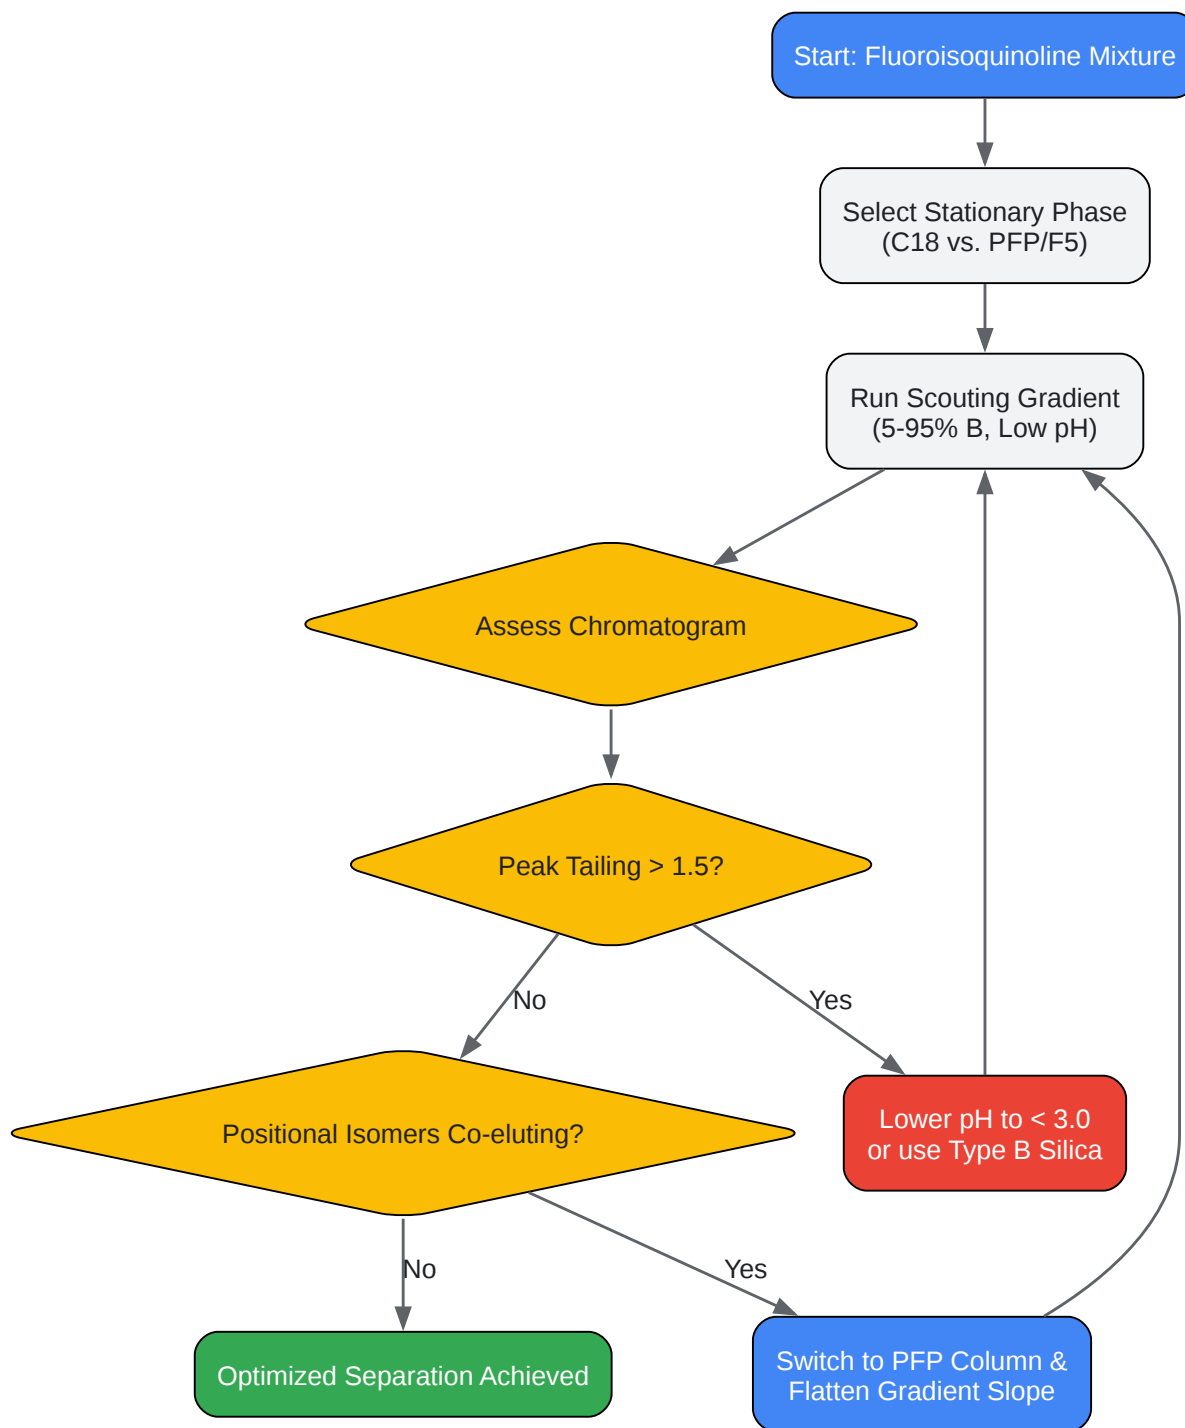 Start: Fluoroisoquinoline Mixture
Select Stationary Phase
(C18 vs. PFP/F5)
Run Scouting Gradient
(5-95% B, Low pH)
Assess Chromatogram
Peak Tailing > 1.5?
No
Yes
Positional Isomers Co-eluting?
Lower pH to < 3.0
or use Type B Silica
No
Yes
Optimized Separation Achieved
Switch to PFP Column &
Flatten Gradient Slope